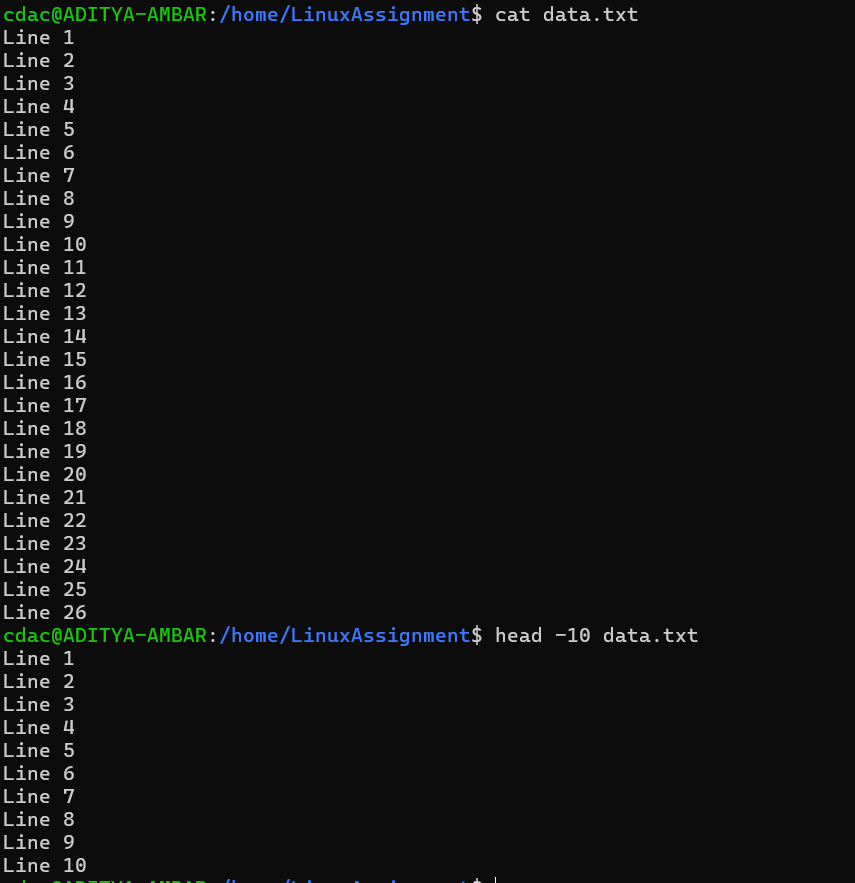 cdac@ADITYA-AMBAR:/home/LinuxAssignment$ cat data.txt
Line 1
Line 2
Line 3
Line 4
Line 5
Line 6
Line 7
Line 8
Line 9
Line 10
Line 11
Line 12
Line 13
Line 14
Line 15
Line 16
Line 17
Line 18
Line 19
Line 20
Line 21
Line 22
Line 23
Line 24
Line 25
Line 26
cdac@ADITYA-AMBAR:/home/LinuxAssignment$ head -10 data.txt
Line 1
Line 2
Line 3
Line 4
Line 5
Line 6
Line 7
Line 8
Line 9
Line 10